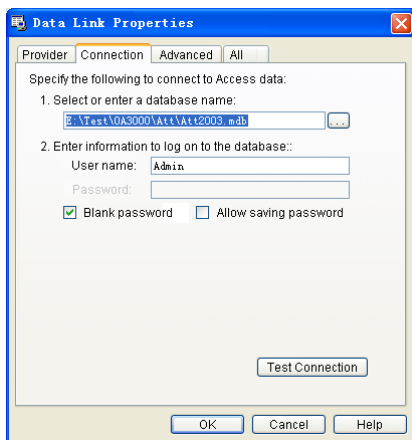 Data Link Properties
Provider Connection Advanced All
Specify the following to connect to Access data:
1. Select or enter a database name:
E:\Test\OA3000\Att\Att2003.mdb ...
2. Enter information to log on to the database::
User name: Admin
Password:
Blank password Allow saving password
Test Connection
OK Cancel Help